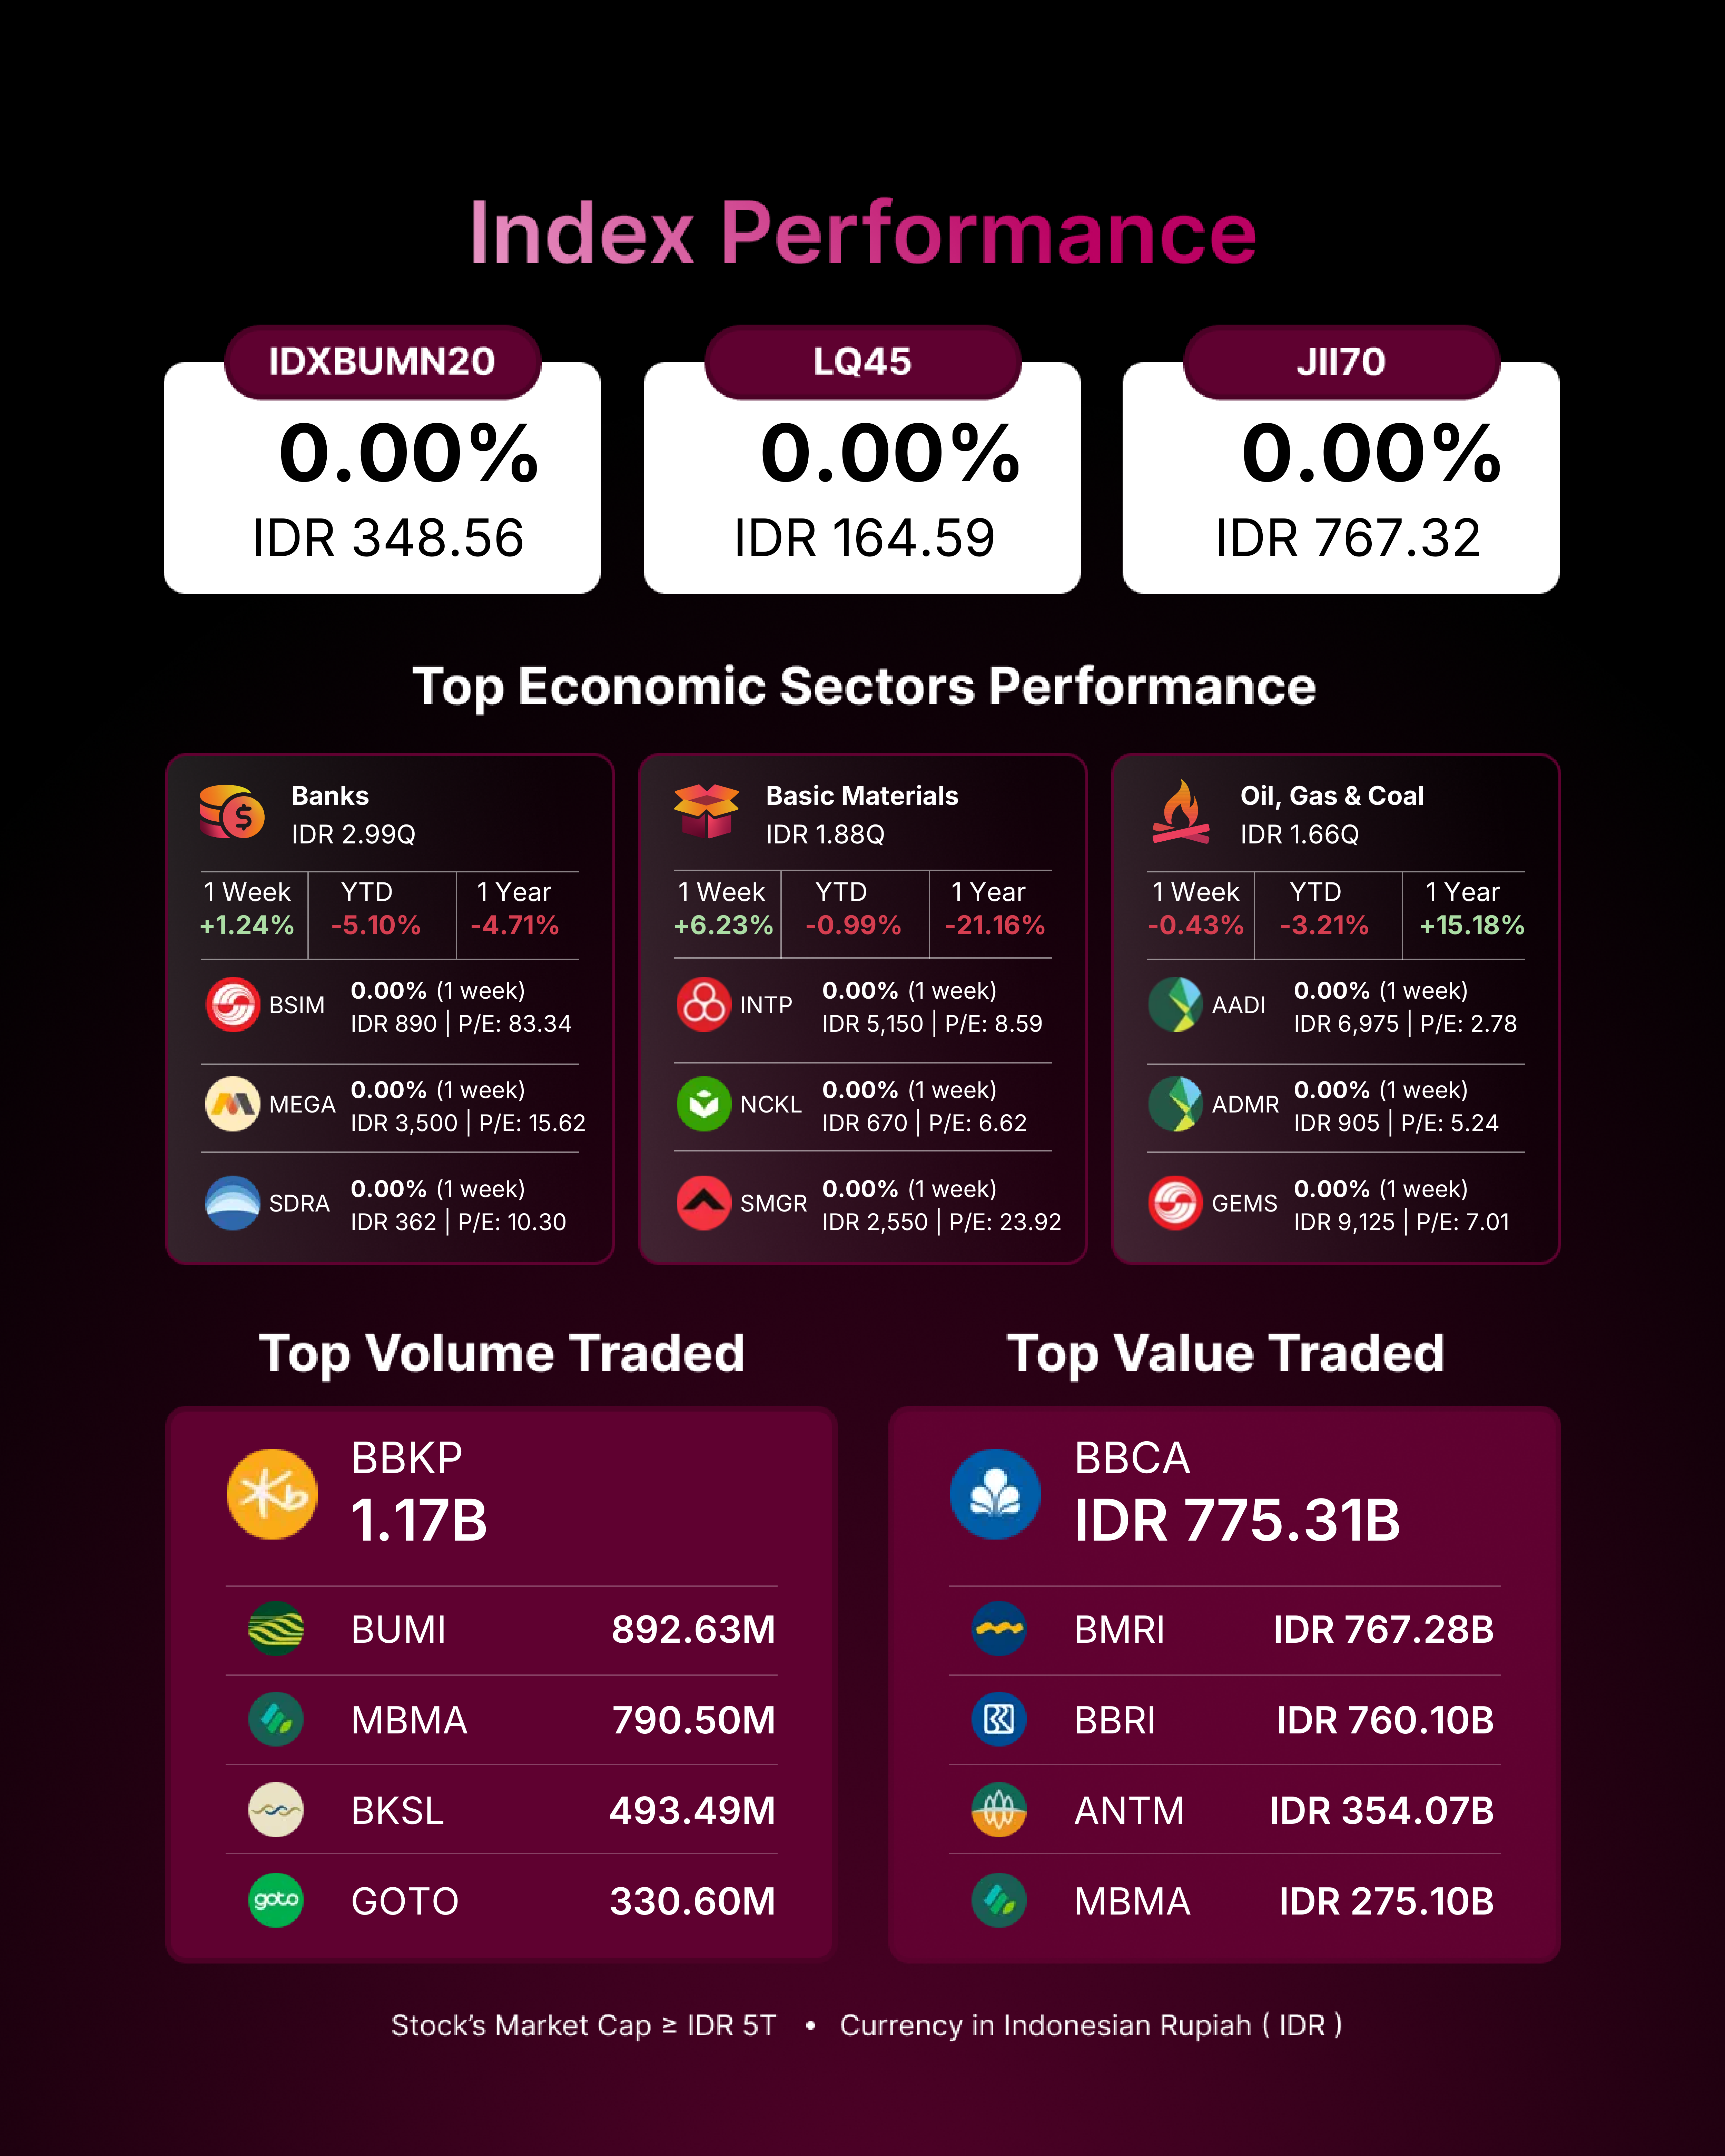 Index Performance
IDXBUMN20
0.00%
IDR 348.56
LQ45
0.00%
IDR 164.59
JII70
0.00%
IDR 767.32
Top Economic Sectors Performance
Banks
IDR 2.99Q
1 Week YTD 1 Year
+1.24% -5.10% -4.71%
BSIM
0.00% (1 week)
IDR 890 | P/E: 83.34
MEGA
0.00% (1 week)
IDR 3,500 | P/E: 15.62
SDRA
0.00% (1 week)
IDR 362 | P/E: 10.30
Basic Materials
IDR 1.88Q
1 Week YTD 1 Year
+6.23% -0.99% -21.16%
INTP
0.00% (1 week)
IDR 5,150 | P/E: 8.59
NCKL
0.00% (1 week)
IDR 670 | P/E: 6.62
SMGR
0.00% (1 week)
IDR 2,550 | P/E: 23.92
Oil, Gas & Coal
IDR 1.66Q
1 Week YTD 1 Year
-0.43% -3.21% +15.18%
AADI
0.00% (1 week)
IDR 6,975 | P/E: 2.78
ADMR
0.00% (1 week)
IDR 905 | P/E: 5.24
GEMS
0.00% (1 week)
IDR 9,125 | P/E: 7.01
Top Volume Traded
BBKP
1.17B
BUMI 892.63M
MBMA 790.50M
BKSL 493.49M
goto GOTO 330.60M
Top Value Traded
BBCA
IDR 775.31B
BMRI IDR 767.28B
BBRI IDR 760.10B
ANTM IDR 354.07B
MBMA IDR 275.10B
Stock’s Market Cap ≥ IDR 5T • Currency in Indonesian Rupiah ( IDR )